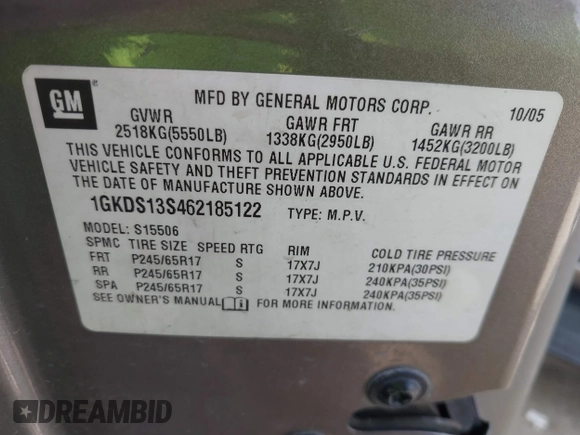 GM
MFD BY GENERAL MOTORS CORP. 10/05
GVWR GAWR FRT GAWR RR
2518KG(5550LB) 1338KG(2950LB) 1452KG(3200LB)
THIS VEHICLE CONFORMS TO ALL APPLICABLE U.S. FEDERAL MOTOR
VEHICLE SAFETY AND THEFT PREVENTION STANDARDS IN EFFECT ON
THE DATE OF MANUFACTURE SHOWN ABOVE.
1GKDS13S462185122 TYPE: M.P.V.
MODEL: S15506
SPMC TIRE SIZE SPEED RTG RIM COLD TIRE PRESSURE
FRT P245/65R17 S 17X7J 210KPA(30PSI)
RR P245/65R17 S 17X7J 240KPA(35PSI)
SPA P245/65R17 S 17X7J 240KPA(35PSI)
SEE OWNER'S MANUAL FOR MORE INFORMATION.
DREAMBID